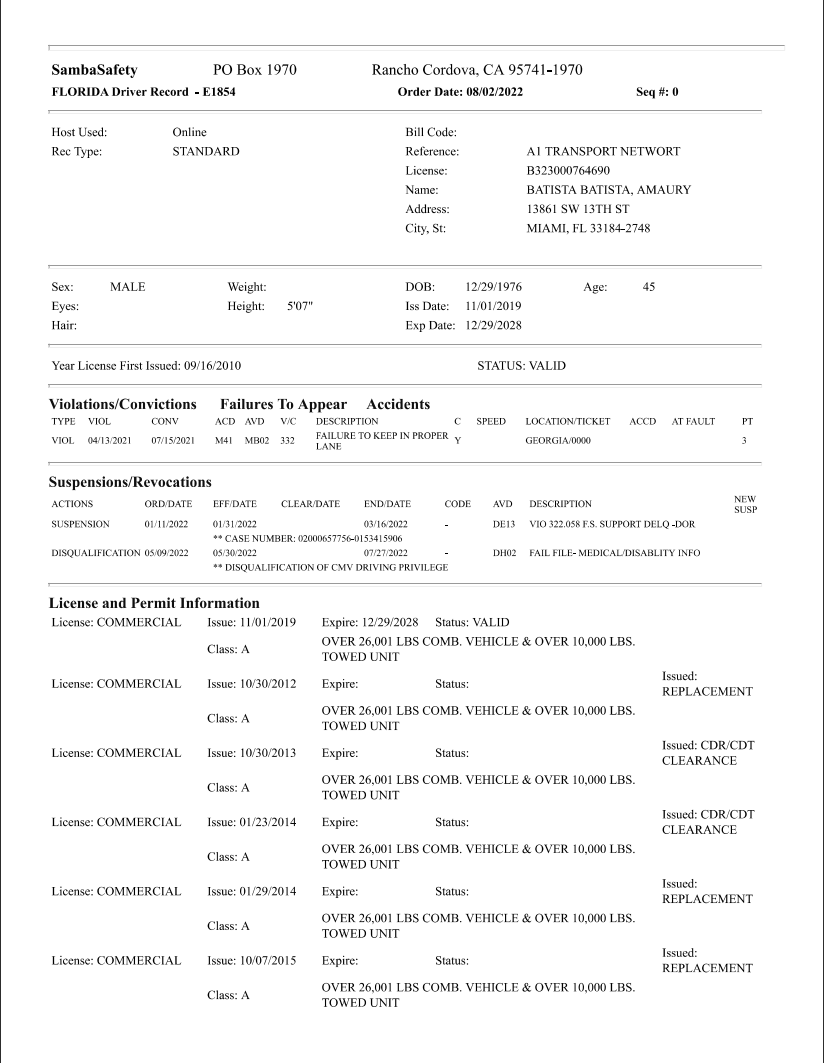 SambaSafety PO Box 1970 Rancho Cordova, CA 95741-1970
FLORIDA Driver Record - E1854 Order Date: 08/02/2022 Seq #: 0
Host Used: Online Bill Code:
Rec Type: STANDARD Reference: A1 TRANSPORT NETWORT
License: B323000764690
Name: BATISTA BATISTA, AMAURY
Address: 13861 SW 13TH ST
City, St: MIAMI, FL 33184-2748
Sex: MALE Weight: DOB: 12/29/1976 Age: 45
Eyes: Height: 5'07" Iss Date: 11/01/2019
Hair: Exp Date: 12/29/2028
Year License First Issued: 09/16/2010 STATUS: VALID
Violations/Convictions Failures To Appear Accidents
TYPE VIOL CONV ACD AVD V/C DESCRIPTION C SPEED LOCATION/TICKET ACCD AT FAULT PT
VIOL 04/13/2021 07/15/2021 M41 MB02 332 FAILURE TO KEEP IN PROPER Y GEORGIA/0000 3
LANE
Suspensions/Revocations
ACTIONS ORD/DATE EFF/DATE CLEAR/DATE END/DATE CODE AVD DESCRIPTION NEW
SUSP
SUSPENSION 01/11/2022 01/31/2022 03/16/2022 - DE13 VIO 322.058 F.S. SUPPORT DELQ -DOR
** CASE NUMBER: 02000657756-0153415906
DISQUALIFICATION 05/09/2022 05/30/2022 07/27/2022 - DH02 FAIL FILE- MEDICAL/DISABLITY INFO
** DISQUALIFICATION OF CMV DRIVING PRIVILEGE
License and Permit Information
License: COMMERCIAL Issue: 11/01/2019 Expire: 12/29/2028 Status: VALID
Class: A OVER 26,001 LBS COMB. VEHICLE & OVER 10,000 LBS.
TOWED UNIT
License: COMMERCIAL Issue: 10/30/2012 Expire: Status: Issued:
REPLACEMENT
Class: A OVER 26,001 LBS COMB. VEHICLE & OVER 10,000 LBS.
TOWED UNIT
License: COMMERCIAL Issue: 10/30/2013 Expire: Status: Issued: CDR/CDT
CLEARANCE
Class: A OVER 26,001 LBS COMB. VEHICLE & OVER 10,000 LBS.
TOWED UNIT
License: COMMERCIAL Issue: 01/23/2014 Expire: Status: Issued: CDR/CDT
CLEARANCE
Class: A OVER 26,001 LBS COMB. VEHICLE & OVER 10,000 LBS.
TOWED UNIT
License: COMMERCIAL Issue: 01/29/2014 Expire: Status: Issued:
REPLACEMENT
Class: A OVER 26,001 LBS COMB. VEHICLE & OVER 10,000 LBS.
TOWED UNIT
License: COMMERCIAL Issue: 10/07/2015 Expire: Status: Issued:
REPLACEMENT
Class: A OVER 26,001 LBS COMB. VEHICLE & OVER 10,000 LBS.
TOWED UNIT